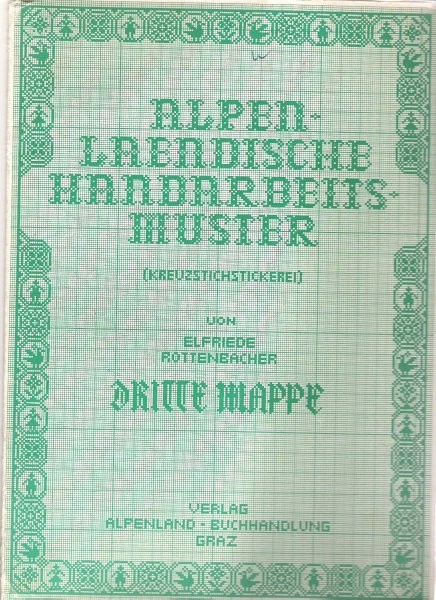 ALPEN-
LAENDISCHE
HANDARBEITS-
MUSTER
(KREUZSTICHSTICKEREI)
VON
ELFRIEDE
ROTTENBACHER
DRITTE MAPPE
VERLAG
ALPENLAND - BUCHHANDLUNG
GRAZ